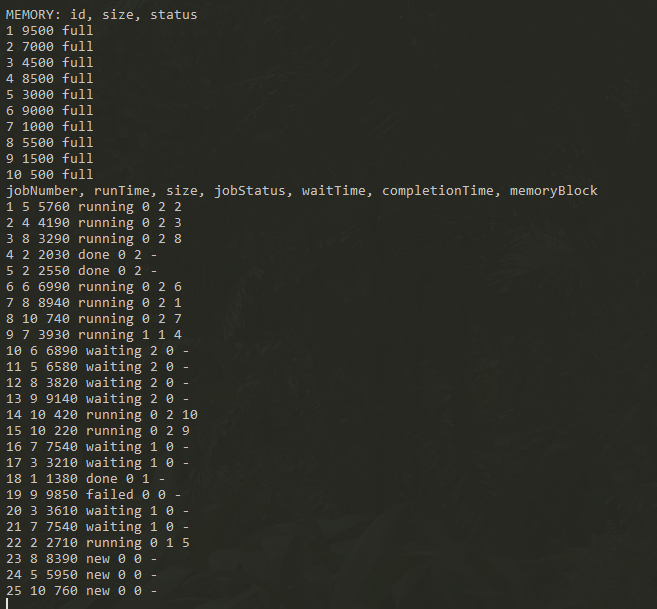 MEMORY: id, size, status
1 9500 full
2 7000 full
3 4500 full
4 8500 full
5 3000 full
6 9000 full
7 1000 full
8 5500 full
9 1500 full
10 500 full
jobNumber, runTime, size, jobStatus, waitTime, completionTime, memoryBlock
1 5 5760 running 0 2 2
2 4 4190 running 0 2 3
3 8 3290 running 0 2 8
4 2 2030 done 0 2 -
5 2 2550 done 0 2 -
6 6 6990 running 0 2 6
7 8 8940 running 0 2 1
8 10 740 running 0 2 7
9 7 3930 running 1 1 4
10 6 6890 waiting 2 0 -
11 5 6580 waiting 2 0 -
12 8 3820 waiting 2 0 -
13 9 9140 waiting 2 0 -
14 10 420 running 0 2 10
15 10 220 running 0 2 9
16 7 7540 waiting 1 0 -
17 3 3210 waiting 1 0 -
18 1 1380 done 0 1 -
19 9 9850 failed 0 0 -
20 3 3610 waiting 1 0 -
21 7 7540 waiting 1 0 -
22 2 2710 running 0 1 5
23 8 8390 new 0 0 -
24 5 5950 new 0 0 -
25 10 760 new 0 0 -